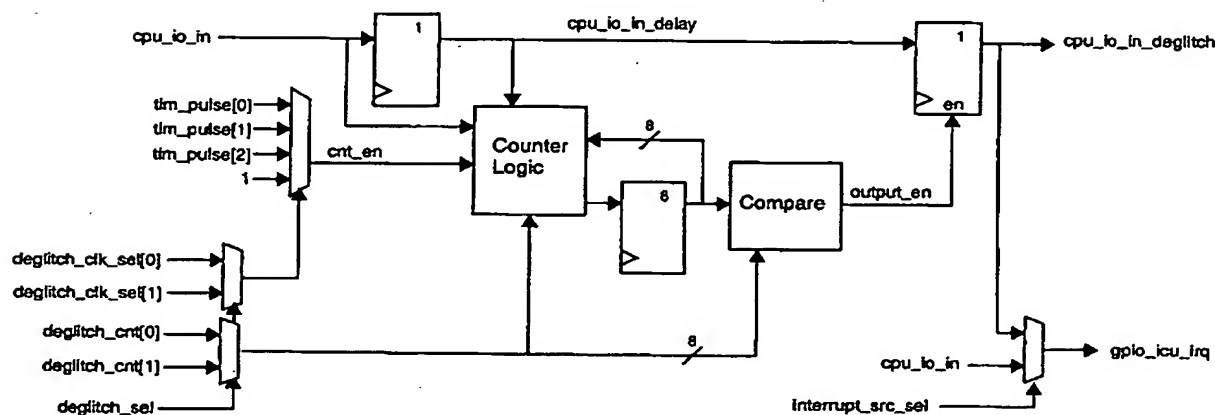 cpu_io_in
1
cpu_io_in_delay
1
cpu_io_in_deglitch
en
tim_pulse[0]
tim_pulse[1]
tim_pulse[2]
1
cnt_en
Counter
Logic
8
8
Compare
output_en
deglitch_clk_sel[0]
deglitch_clk_sel[1]
deglitch_cnt[0]
deglitch_cnt[1]
deglitch_sel
8
cpu_io_in
gpio_icu_irq
interrupt_src_sel